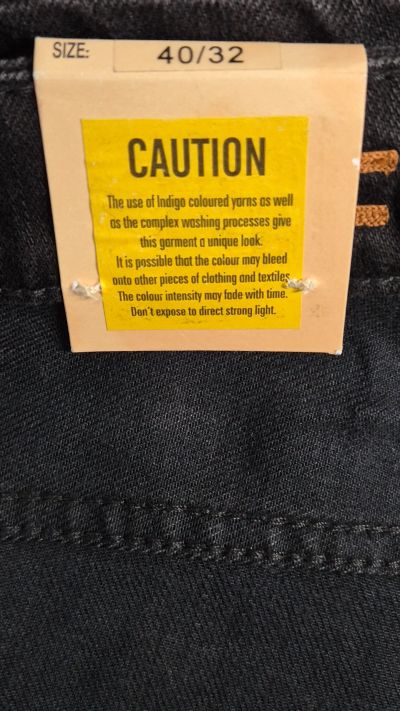 SIZE: 40/32
CAUTION
The use of Indigo coloured yarns as well
as the complex washing processes give
this garment a unique look.
It is possible that the colour may bleed
onto other pieces of clothing and textiles.
The colour intensity may fade with time.
Don't expose to direct strong light.